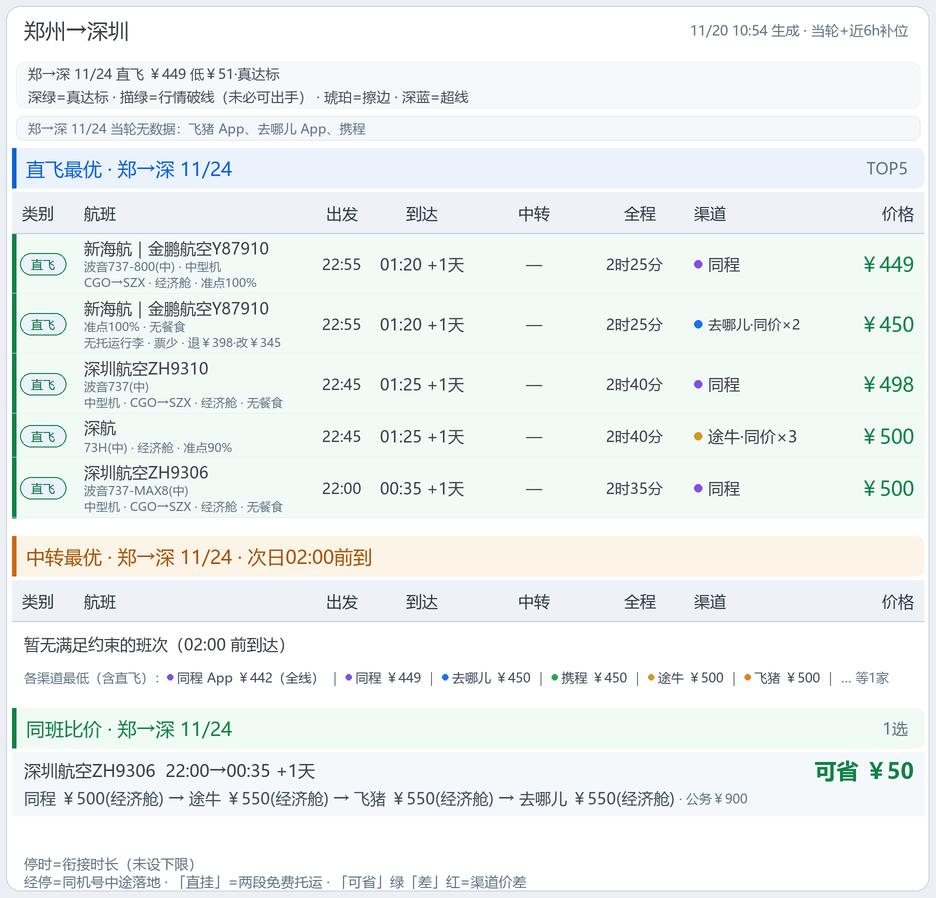 郑州→深圳
11/20 10:54 生成 · 当轮+近6h补位
郑→深 11/24 直飞 ¥449 低¥51·真达标
深绿=真达标 · 描绿=行情破线（未必可出手） · 琥珀=擦边 · 深蓝=超线
郑→深 11/24 当轮无数据：飞猪 App、去哪儿 App、携程
直飞最优 · 郑→深 11/24 TOP5
类别 航班 出发 到达 中转 全程 渠道 价格
新海航｜金鹏航空Y87910
直飞 波音737-800(中) · 中型机 22:55 01:20 +1天 — 2时25分 同程 ¥449
CGO→SZX · 经济舱 · 准点100%
新海航｜金鹏航空Y87910
直飞 准点100% · 无餐食 22:55 01:20 +1天 — 2时25分 去哪儿·同价×2 ¥450
无托运行李 · 票少 · 退¥398·改¥345
深圳航空ZH9310
直飞 波音737(中) 22:45 01:25 +1天 — 2时40分 同程 ¥498
中型机 · CGO→SZX · 经济舱 · 无餐食
深航
直飞 73H(中) · 经济舱 · 准点90% 22:45 01:25 +1天 — 2时40分 途牛·同价×3 ¥500
深圳航空ZH9306
直飞 波音737-MAX8(中) 22:00 00:35 +1天 — 2时35分 同程 ¥500
中型机 · CGO→SZX · 经济舱 · 无餐食
中转最优 · 郑→深 11/24 · 次日02:00前到
类别 航班 出发 到达 中转 全程 渠道 价格
暂无满足约束的班次（02:00 前到达）
各渠道最低（含直飞）: 同程 App ¥442（全线） | 同程 ¥449 | 去哪儿 ¥450 | 携程 ¥450 | 途牛 ¥500 | 飞猪 ¥500 | … 等1家
同班比价 · 郑→深 11/24 1选
深圳航空ZH9306 22:00→00:35 +1天 可省 ¥50
同程 ¥500(经济舱) → 途牛 ¥550(经济舱) → 飞猪 ¥550(经济舱) → 去哪儿 ¥550(经济舱) · 公务¥900
停时=衔接时长（未设下限）
经停=同机号中途落地 · 「直挂」=两段免费托运 · 「可省」绿「差」红=渠道价差